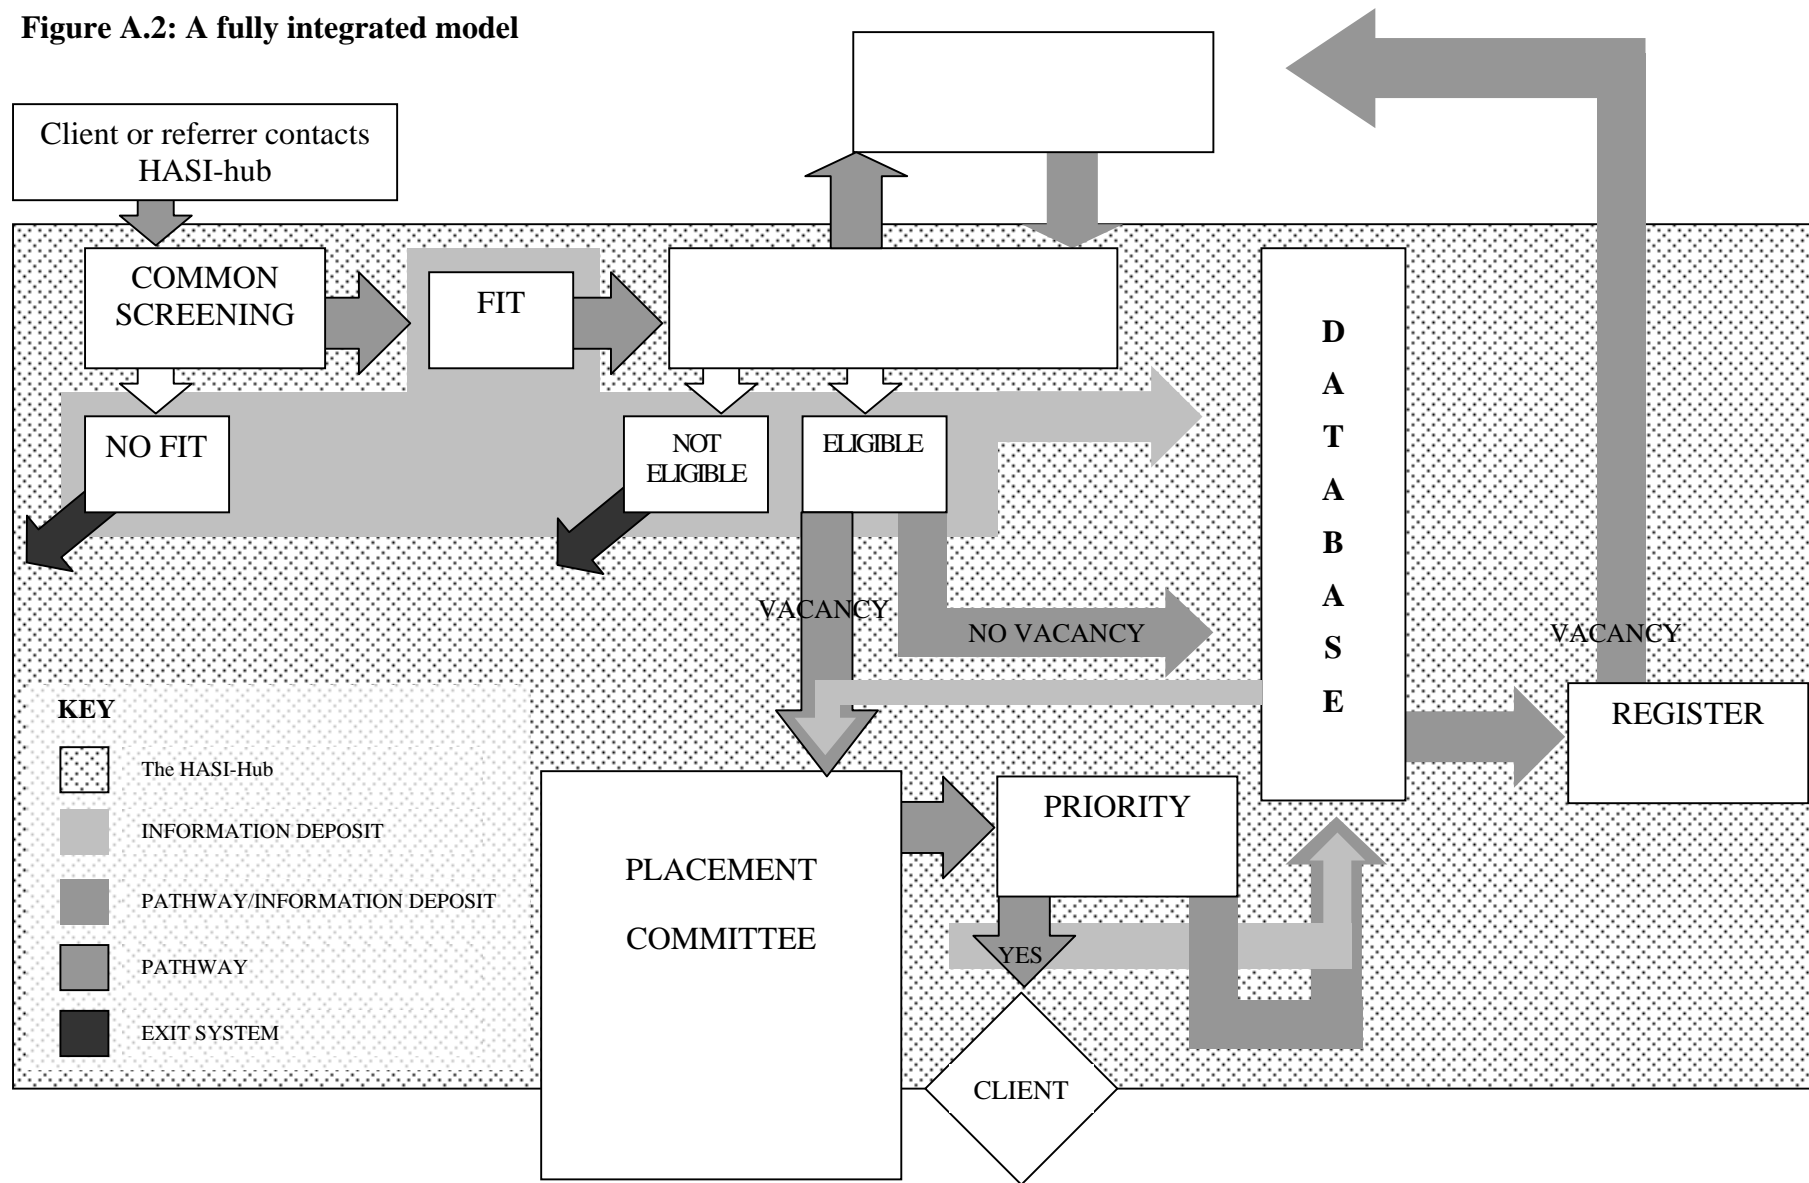 Figure A.2: A fully integrated model
Client or referrer contacts
HASI-hub
COMMON
SCREENING
FIT
NO FIT
NOT
ELIGIBLE
ELIGIBLE
D
A
T
A
B
A
S
E
VACANCY
NO VACANCY
VACANCY
REGISTER
KEY
The HASI-Hub
INFORMATION DEPOSIT
PATHWAY/INFORMATION DEPOSIT
PATHWAY
EXIT SYSTEM
PLACEMENT
COMMITTEE
PRIORITY
YES
CLIENT